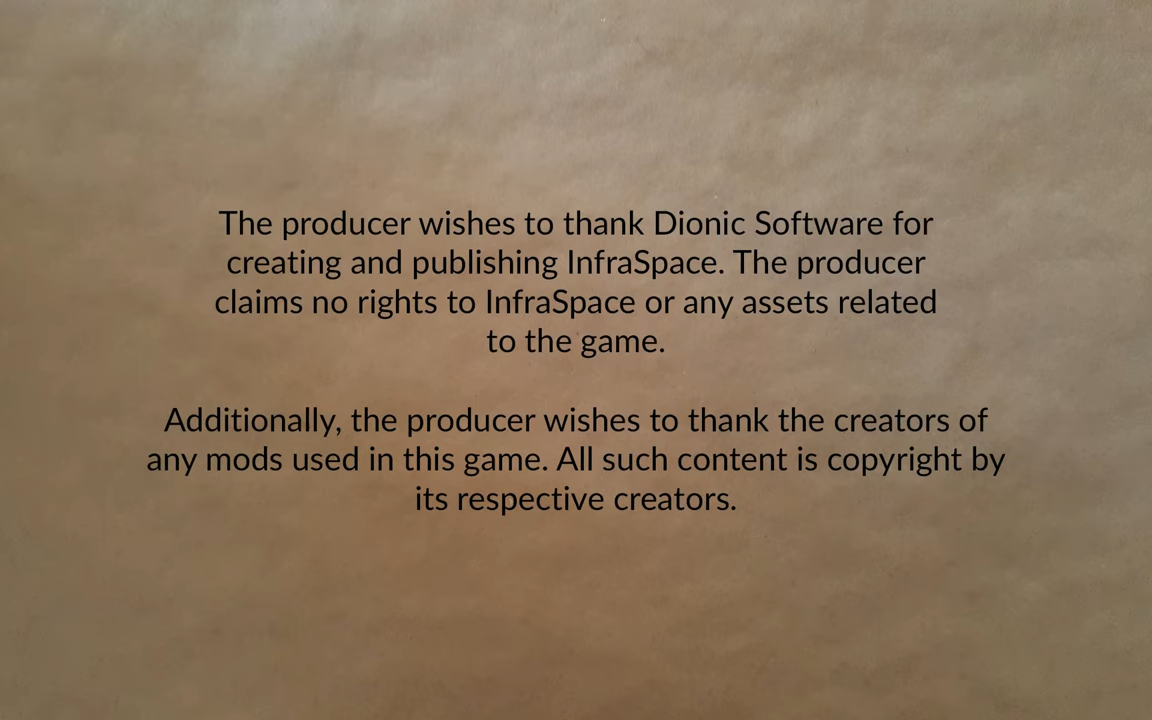 The producer wishes to thank Dionic Software for
creating and publishing InfraSpace. The producer
claims no rights to InfraSpace or any assets related
to the game.
Additionally, the producer wishes to thank the creators of
any mods used in this game. All such content is copyright by
its respective creators.